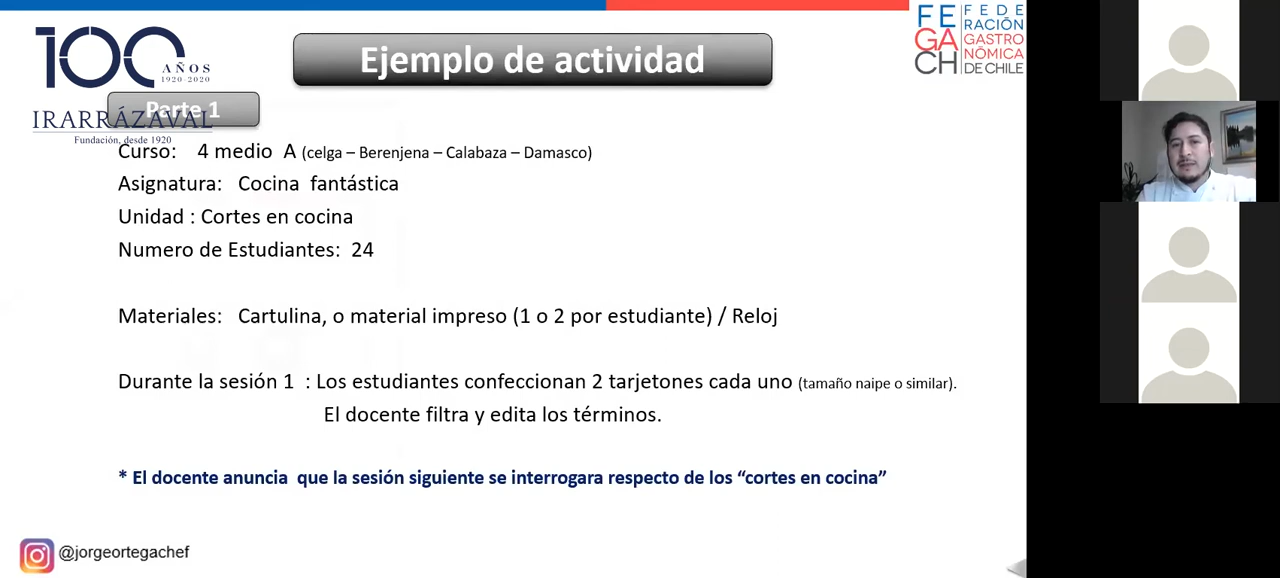 100 AÑOS
1920-2020
IRARRÁZAVAL
Fundación, desde 1920
Ejemplo de actividad
FEGACH
FEDERACIÓN GASTRONÓMICA DE CHILE
Parte 1
Curso: 4 medio A (celga – Berenjena – Calabaza – Damasco)
Asignatura: Cocina fantástica
Unidad : Cortes en cocina
Numero de Estudiantes: 24
Materiales: Cartulina, o material impreso (1 o 2 por estudiante) / Reloj
Durante la sesión 1 : Los estudiantes confeccionan 2 tarjetones cada uno (tamaño naipe o similar).
El docente filtra y edita los términos.
* El docente anuncia que la sesión siguiente se interrogara respecto de los “cortes en cocina”
@jorgeortegachef